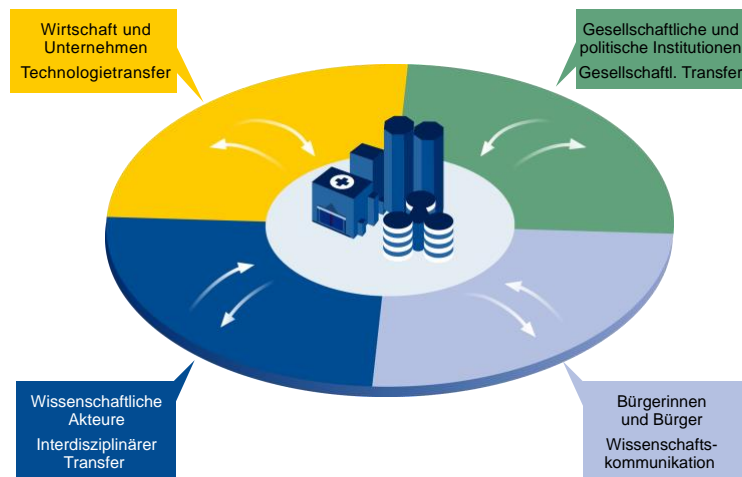 Wirtschaft und
Unternehmen
Technologietransfer
Gesellschaftliche und
politische Institutionen
Gesellschaftl. Transfer
Wissenschaftliche
Akteure
Interdisziplinärer
Transfer
Bürgerinnen
und Bürger
Wissenschafts-
kommunikation